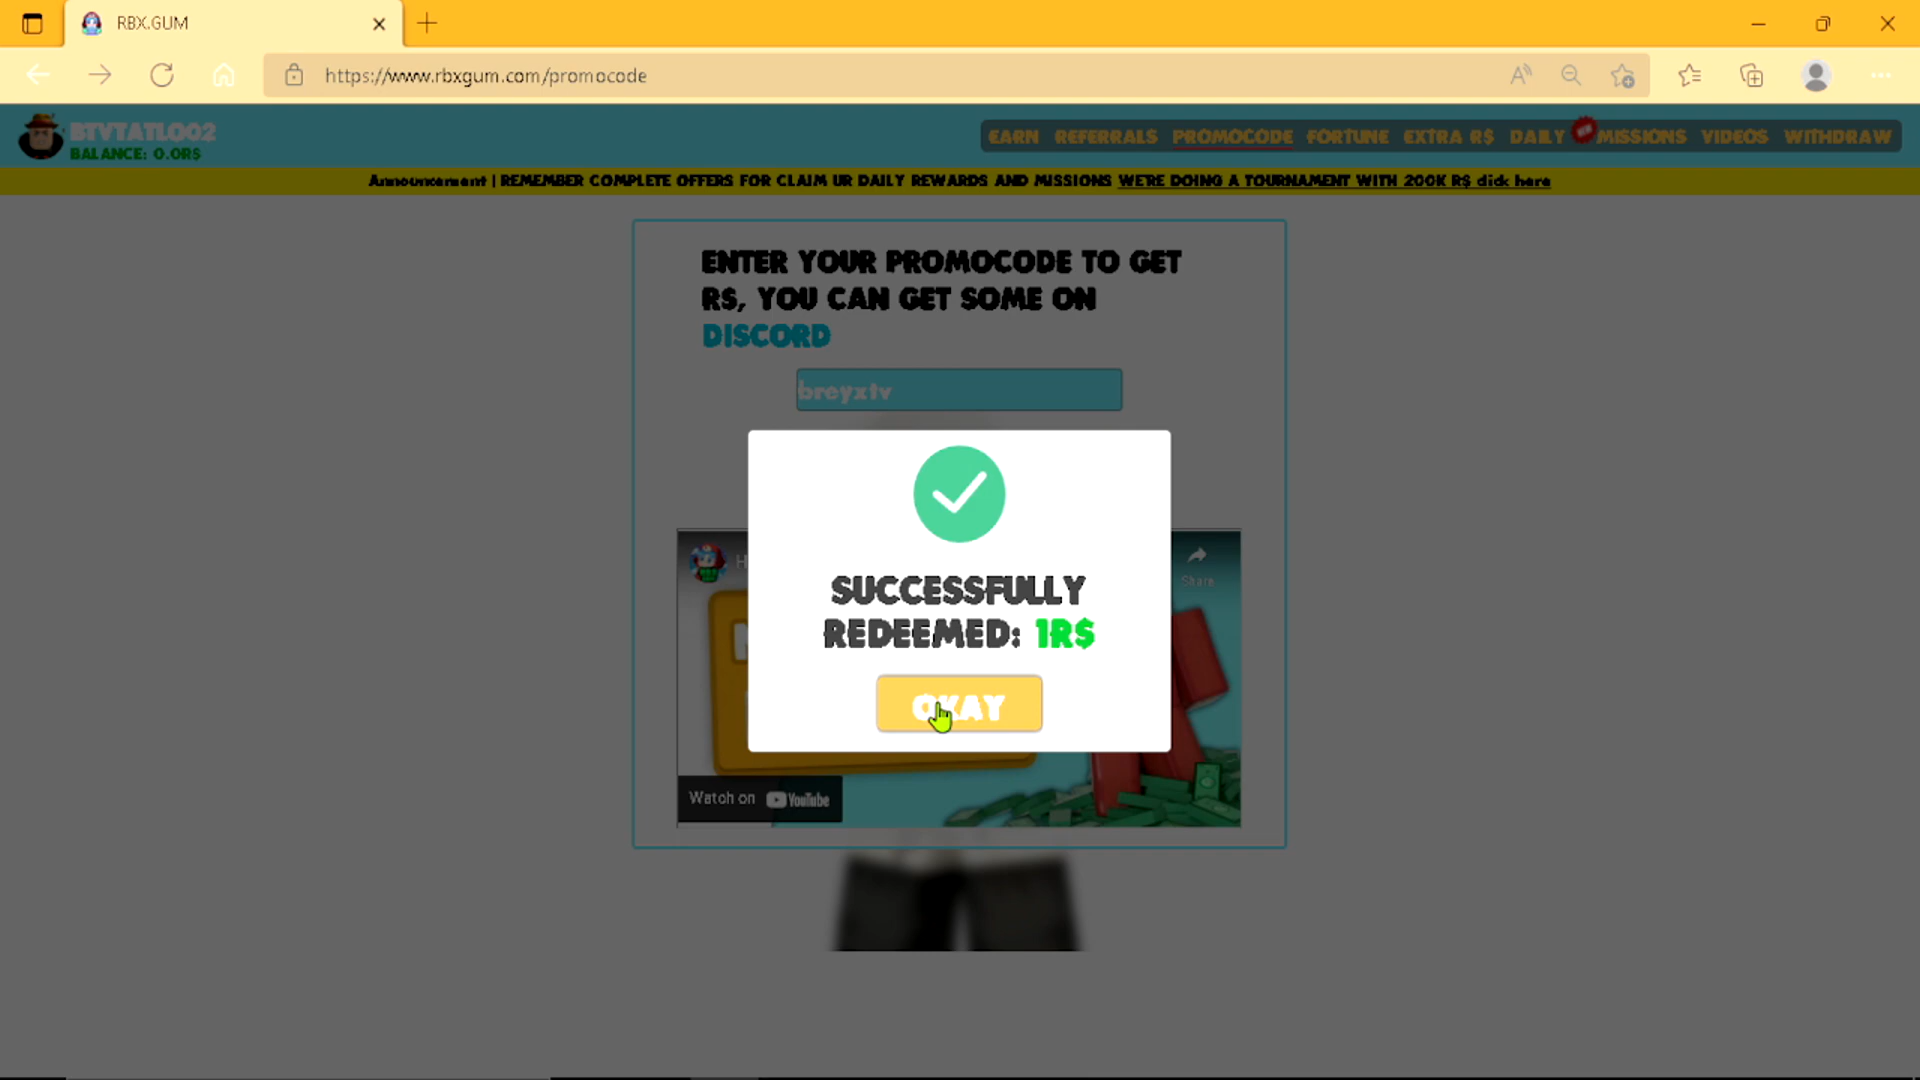 RBX.GUM
https://www.rbxgum.com/promocode
BTVTATLOO2
BALANCE: 0.0R$
EARN REFERRALS PROMOCODE FORTUNE EXTRA R$ DAILY NEW MISSIONS VIDEOS WITHDRAW
Announcement | REMEMBER COMPLETE OFFERS FOR CLAIM UR DAILY REWARDS AND MISSIONS WE'RE DOING A TOURNAMENT WITH 200K R$ click here
ENTER YOUR PROMOCODE TO GET
R$, YOU CAN GET SOME ON
DISCORD
breyxtv
SUCCESSFULLY
REDEEMED: 1R$
OKAY
Share
Watch on YouTube